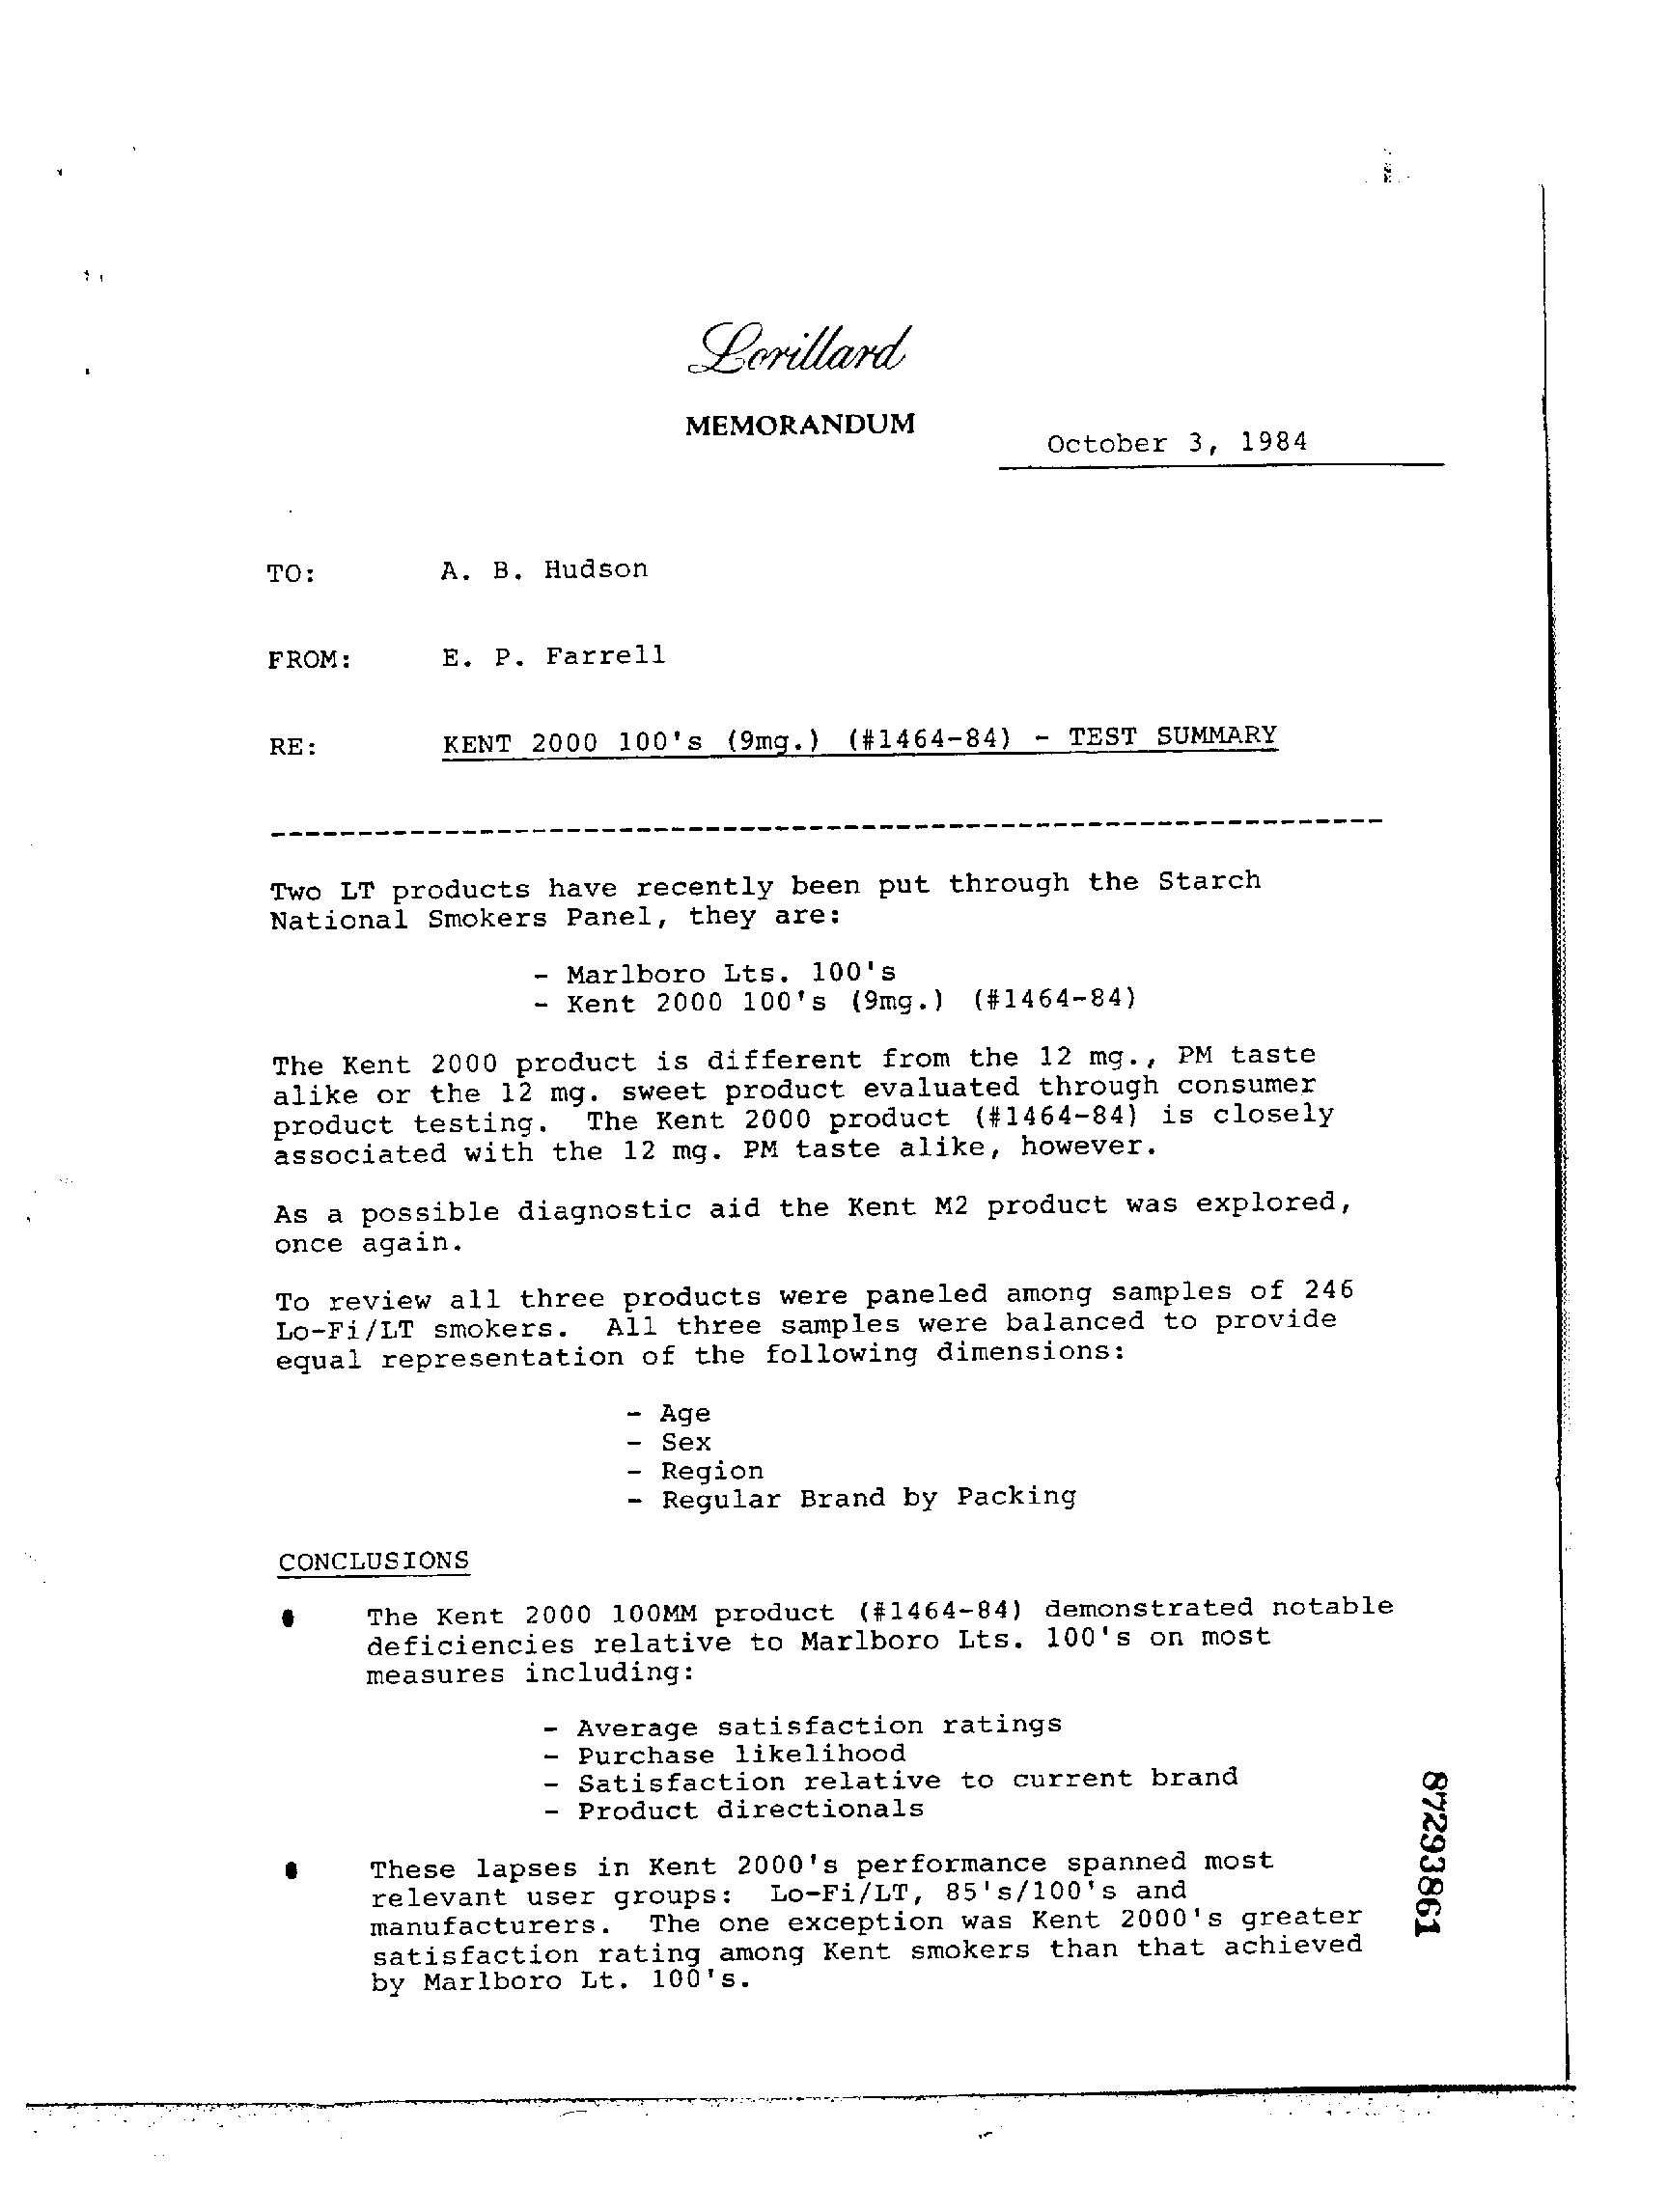 Lorillard
MEMORANDUM
October 3, 1984
TO: A. B. Hudson
FROM: E. P. Farrell
RE: KENT 2000 100's (9mg.) (#1464-84) - TEST SUMMARY
----------------------------------------------------------------
Two LT products have recently been put through the Starch
National Smokers Panel, they are:
- Marlboro Lts. 100's
- Kent 2000 100's (9mg.) (#1464-84)
The Kent 2000 product is different from the 12 mg., PM taste
alike or the 12 mg. sweet product evaluated through consumer
product testing. The Kent 2000 product (#1464-84) is closely
associated with the 12 mg. PM taste alike, however.
As a possible diagnostic aid the Kent M2 product was explored,
once again.
To review all three products were paneled among samples of 246
Lo-Fi/LT smokers. All three samples were balanced to provide
equal representation of the following dimensions:
- Age
- Sex
- Region
- Regular Brand by Packing
CONCLUSIONS
• The Kent 2000 100MM product (#1464-84) demonstrated notable
deficiencies relative to Marlboro Lts. 100's on most
measures including:
- Average satisfaction ratings
- Purchase likelihood
- Satisfaction relative to current brand
- Product directionals
• These lapses in Kent 2000's performance spanned most
relevant user groups: Lo-Fi/LT, 85's/100's and
manufacturers. The one exception was Kent 2000's greater
satisfaction rating among Kent smokers than that achieved
by Marlboro Lt. 100's.
87293861